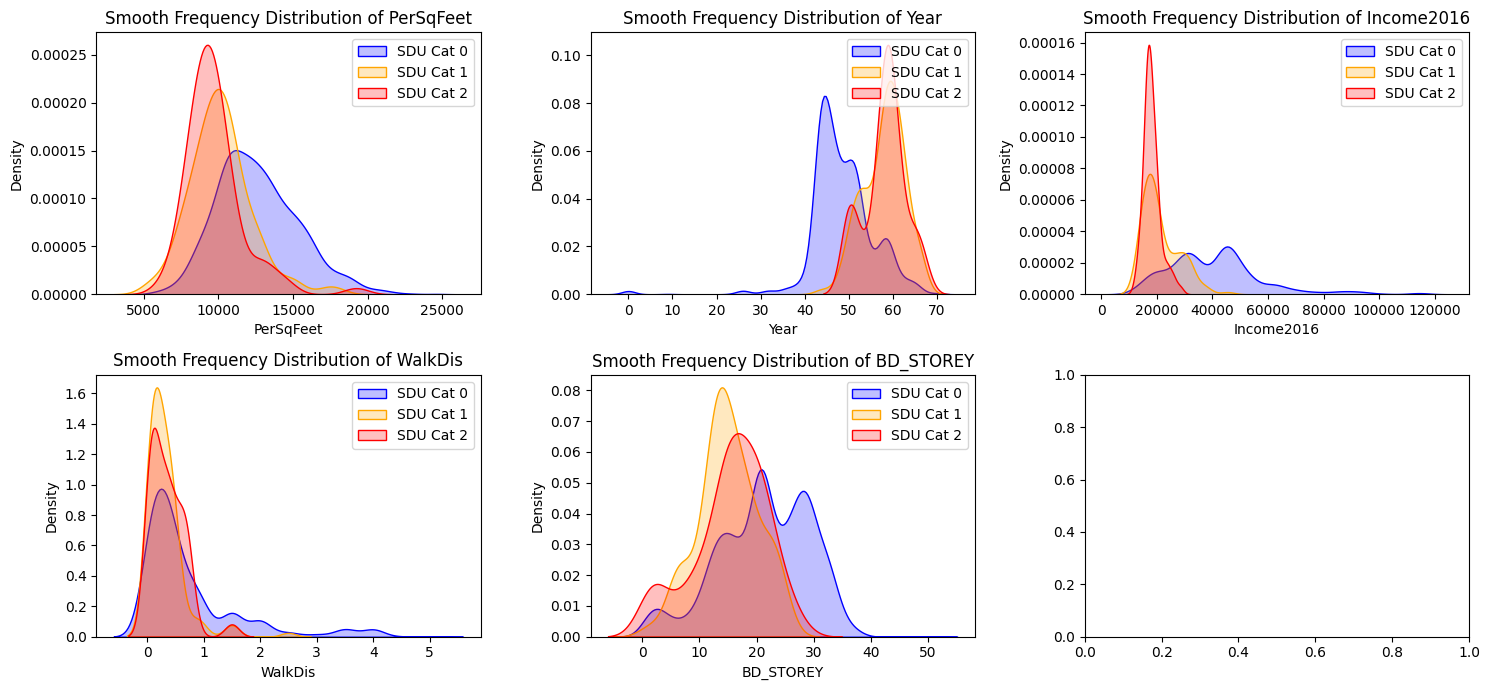 Smooth Frequency Distribution of PerSqFeet
0.00025
0.00020
0.00015
0.00010
0.00005
0.00000
Density
5000 10000 15000 20000 25000
PerSqFeet
SDU Cat 0
SDU Cat 1
SDU Cat 2
Smooth Frequency Distribution of Year
0.10
0.08
0.06
0.04
0.02
0.00
Density
0 10 20 30 40 50 60 70
Year
SDU Cat 0
SDU Cat 1
SDU Cat 2
Smooth Frequency Distribution of Income2016
0.00016
0.00014
0.00012
0.00010
0.00008
0.00006
0.00004
0.00002
0.00000
Density
0 20000 40000 60000 80000 100000 120000
Income2016
SDU Cat 0
SDU Cat 1
SDU Cat 2
Smooth Frequency Distribution of WalkDis
1.6
1.4
1.2
1.0
0.8
0.6
0.4
0.2
0.0
Density
0 1 2 3 4 5
WalkDis
SDU Cat 0
SDU Cat 1
SDU Cat 2
Smooth Frequency Distribution of BD_STOREY
0.08
0.07
0.06
0.05
0.04
0.03
0.02
0.01
0.00
Density
0 10 20 30 40 50
BD_STOREY
SDU Cat 0
SDU Cat 1
SDU Cat 2
1.0
0.8
0.6
0.4
0.2
0.0
0.0 0.2 0.4 0.6 0.8 1.0